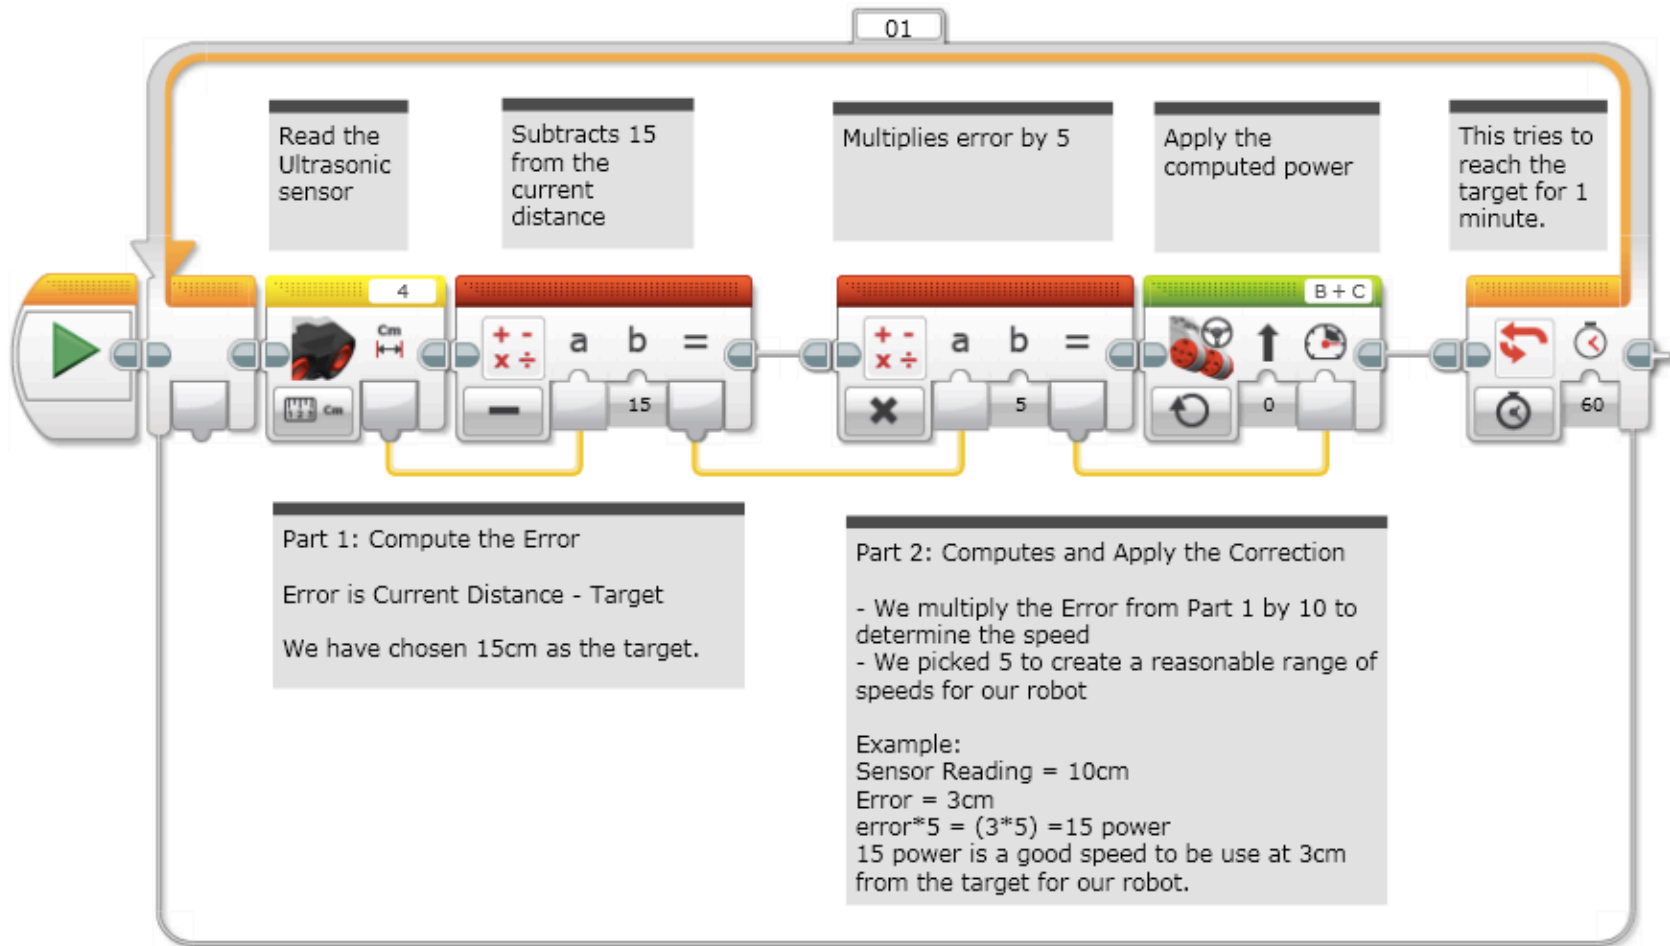 01
Read the
Ultrasonic
sensor
Subtracts 15
from the
current
distance
Multiplies error by 5
Apply the
computed power
This tries to
reach the
target for 1
minute.
4
B + C
Cm
+ -
x ÷
a b =
+ -
x ÷
a b =
1 2 3 Cm
15
5
0
60
Part 1: Compute the Error
Error is Current Distance - Target
We have chosen 15cm as the target.
Part 2: Computes and Apply the Correction
- We multiply the Error from Part 1 by 10 to
determine the speed
- We picked 5 to create a reasonable range of
speeds for our robot
Example:
Sensor Reading = 10cm
Error = 3cm
error*5 = (3*5) =15 power
15 power is a good speed to be use at 3cm
from the target for our robot.